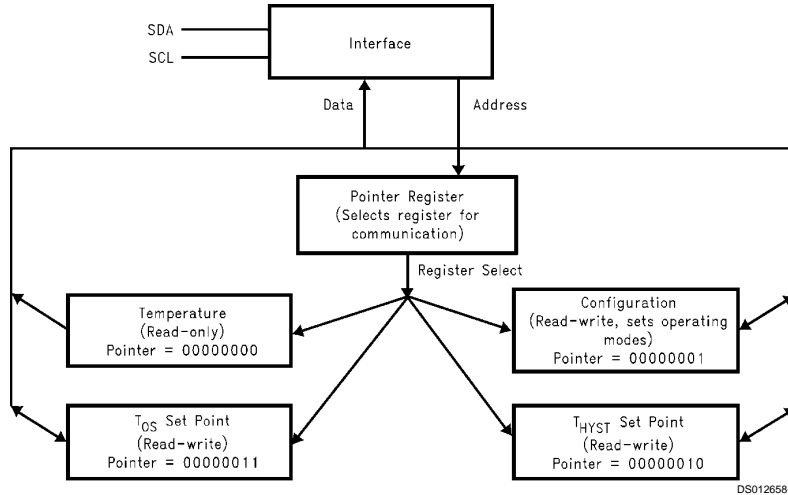 SDA
SCL
Interface
Data
Address
Pointer Register
(Selects register for
communication)
Register Select
Temperature
(Read-only)
Pointer = 00000000
Configuration
(Read-write, sets operating
modes)
Pointer = 00000001
TOS Set Point
(Read-write)
Pointer = 00000011
THYST Set Point
(Read-write)
Pointer = 00000010
DS012658-